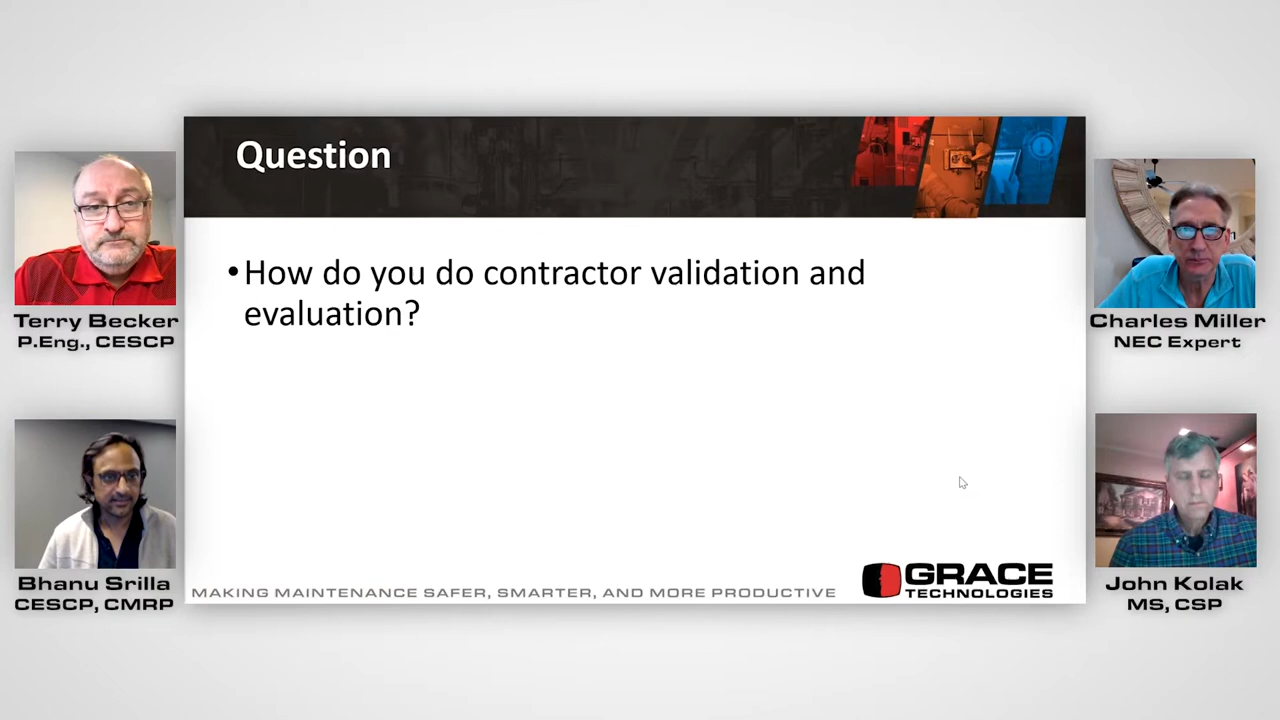 Question
•How do you do contractor validation and
evaluation?
Terry Becker
P.Eng., CESCP
Charles Miller
NEC Expert
Bhanu Srilla
CESCP, CMRP
John Kolak
MS, CSP
MAKING MAINTENANCE SAFER, SMARTER, AND MORE PRODUCTIVE
GRACE
TECHNOLOGIES